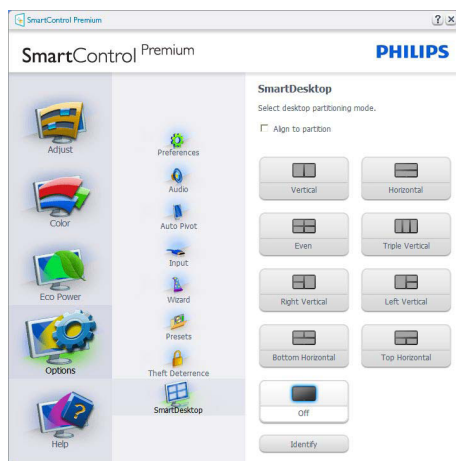 SmartControl Premium
SmartControl Premium
PHILIPS
Adjust
Color
Eco Power
Options
Help
Preferences
Audio
Auto Pivot
Input
Wizard
Presets
Theft Deterrence
SmartDesktop
SmartDesktop
Select desktop partitioning mode.
Align to partition
Vertical
Horizontal
Even
Triple Vertical
Right Vertical
Left Vertical
Bottom Horizontal
Top Horizontal
Off
Identify